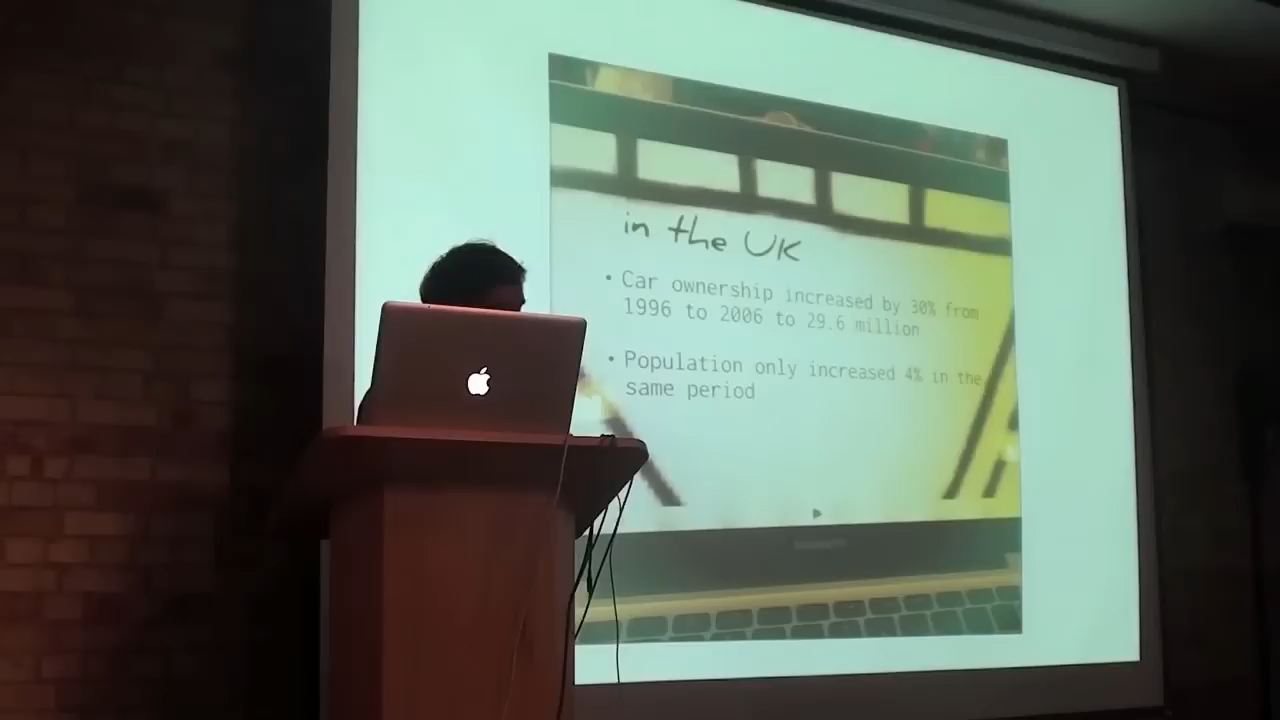 in the UK
• Car ownership increased by 30% from
1996 to 2006 to 29.6 million
• Population only increased 4% in the
same period